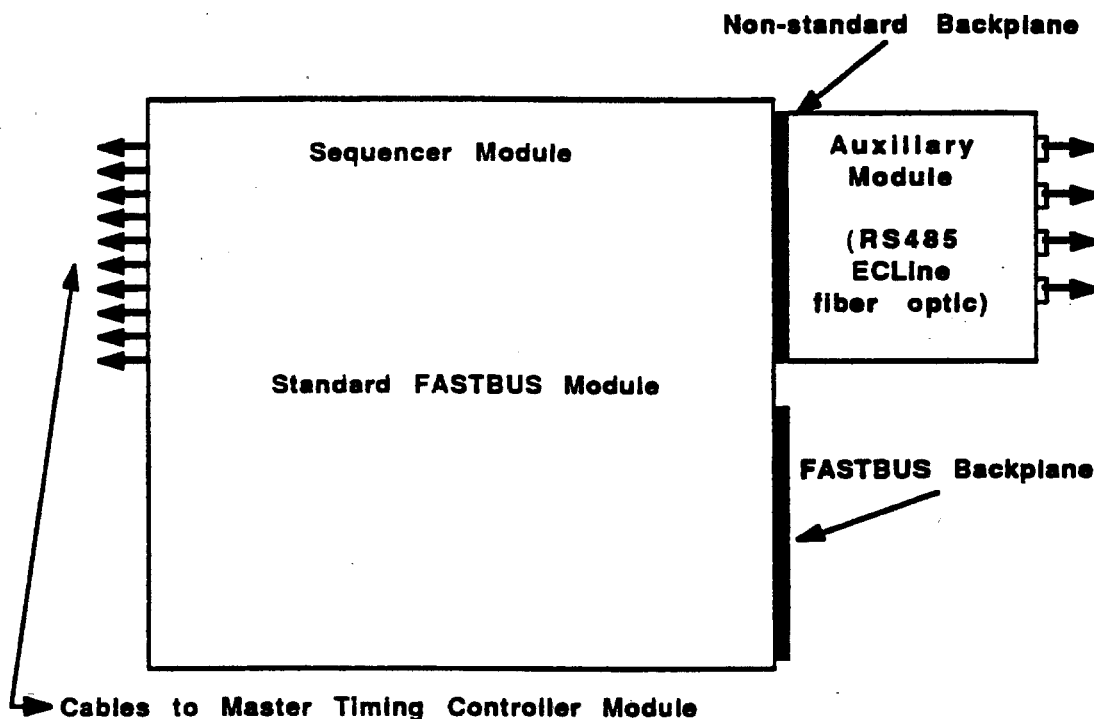 Non-standard Backplane
Sequencer Module
Auxiliary
Module
(RS485
ECLine
fiber optic)
Standard FASTBUS Module
FASTBUS Backplane
Cables to Master Timing Controller Module